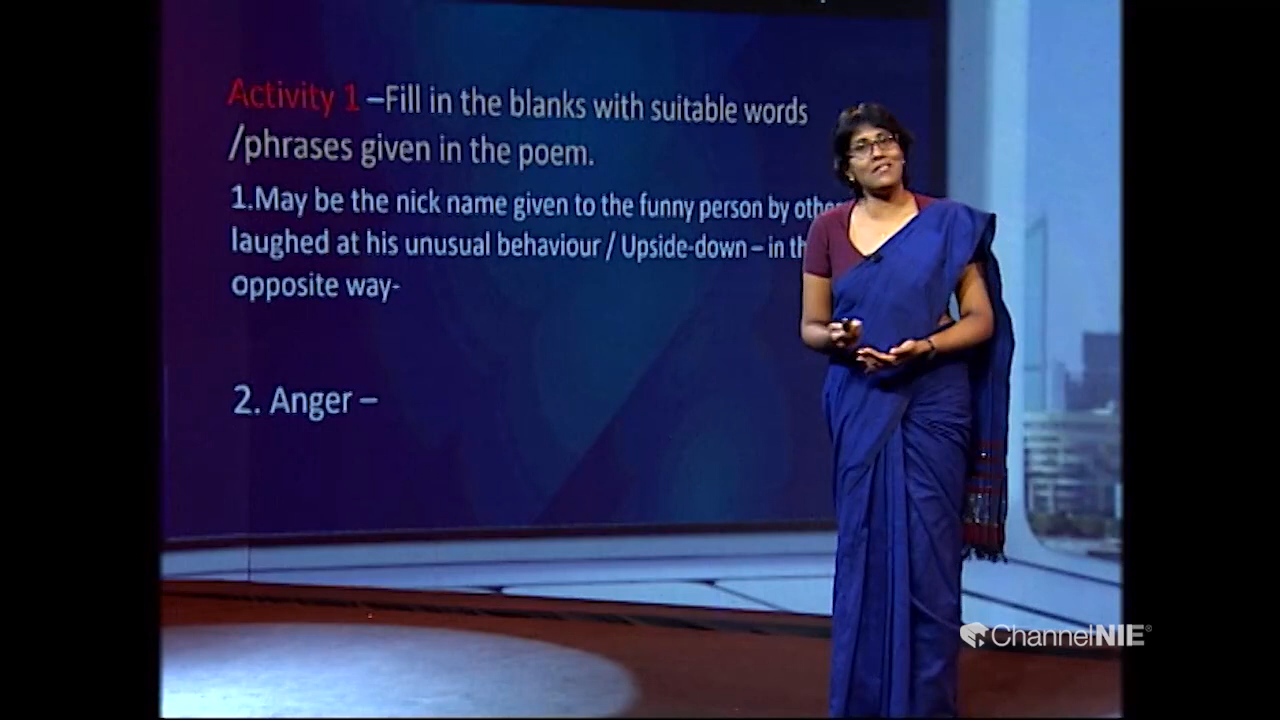 Activity 1 –Fill in the blanks with suitable words
/phrases given in the poem.
1.May be the nick name given to the funny person by
laughed at his unusual behaviour / Upside-down – in
opposite way-
2. Anger –
ChannelNIE®